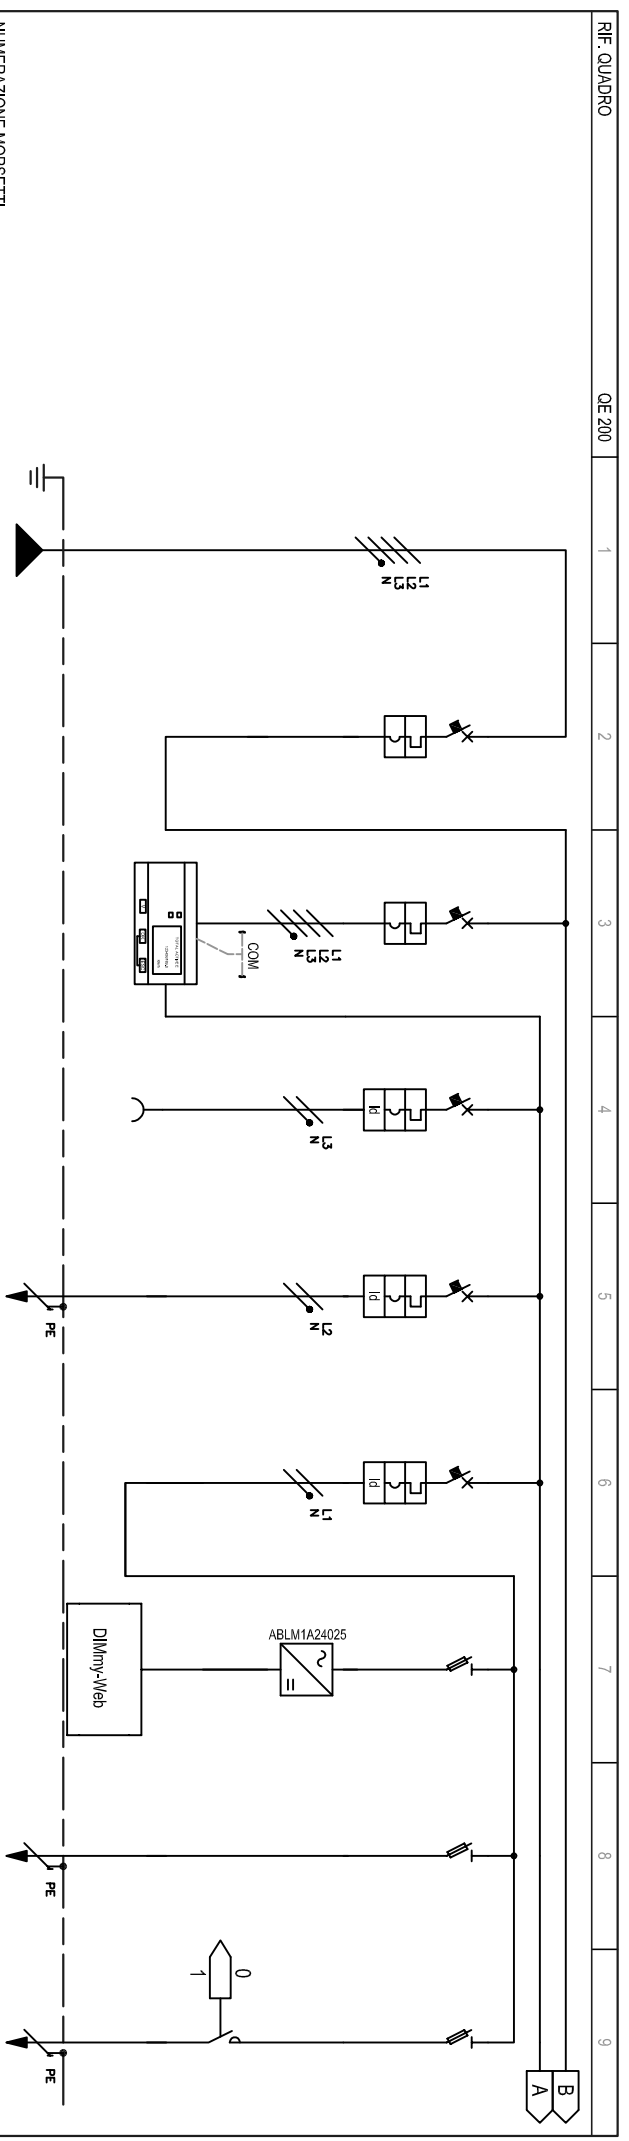 RIF. QUADRO
QE 200
1
2
3
4
5
6
7
8
9
B
A
L1
L2
L3
N
L1
L2
L3
N
COM
Id
L3
N
Id
L2
N
PE
Id
L1
N
ABLM1A24025
DIMmy-Web
PE
0
1
PE
NUMERAZIONE MORSETTI